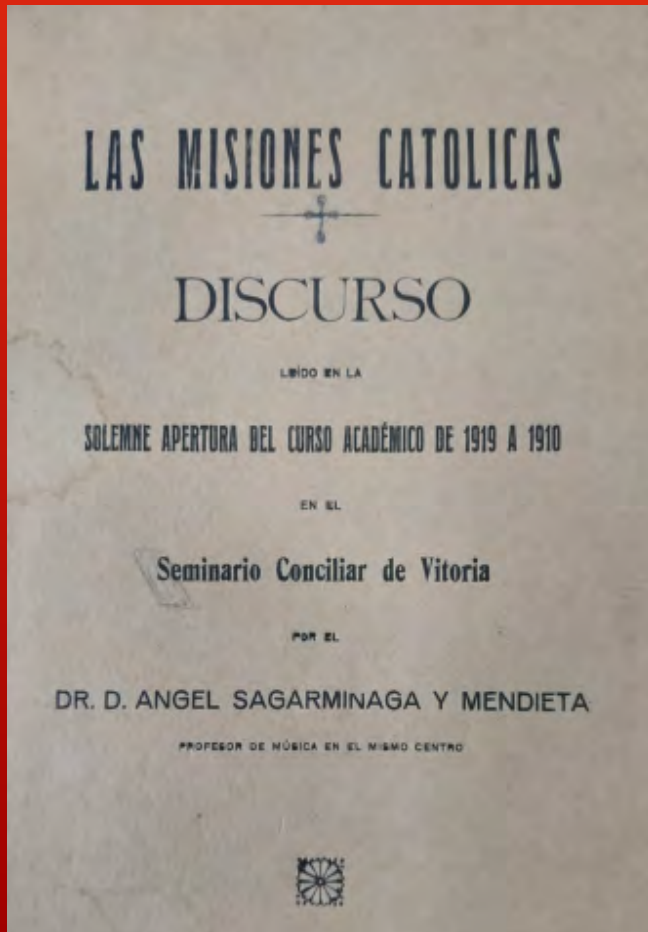 LAS MISIONES CATOLICAS
DISCURSO
LEÍDO EN LA
SOLEMNE APERTURA DEL CURSO ACADÉMICO DE 1919 A 1910
EN EL
Seminario Conciliar de Vitoria
POR EL
DR. D. ANGEL SAGARMINAGA Y MENDIETA
PROFESOR DE MÚSICA EN EL MISMO CENTRO